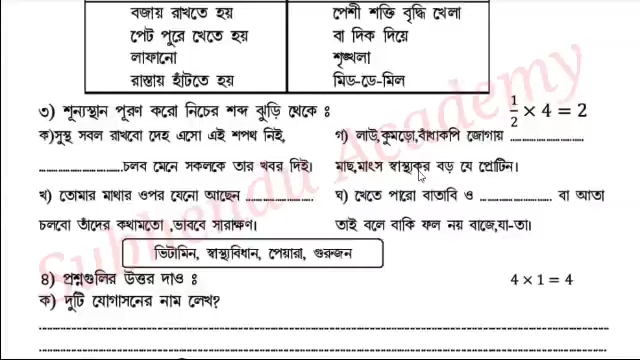 বজায় রাখতে হয় পেশী শক্তি বৃদ্ধি খেলা
পেট পুরে খেতে হয় বা দিক দিয়ে
লাফানো শৃঙ্খলা
রাস্তায় হাঁটতে হয় মিড-ডে-মিল
৩) শূন্যস্থান পূরণ করো নিচের শব্দ ঝুড়ি থেকে ঃ 1/2 × 4 = 2
ক)সুস্থ সবল রাখবো দেহ এসো এই শপথ নিই, গ) লাউ,কুমড়ো,বাঁধাকপি জোগায় ........................
........................চলব মেনে সকলকে তার খবর দিই। মাছ,মাংস স্বাস্থ্যকর বড় যে প্রোটিন।
খ) তোমার মাথার ওপর যেনো আছেন ...................... ঘ) খেতে পারো বাতাবি ও ........................ বা আতা
চলবো তাঁদের কথামতো ,ভাববে সারাক্ষণ। তাই বলে বাকি ফল নয় বাজে,যা-তা।
ভিটামিন, স্বাস্থ্যবিধান, পেয়ারা, গুরুজন
৪) প্রশ্নগুলির উত্তর দাও ঃ 4 × 1 = 4
ক) দুটি যোগাসনের নাম লেখ?
Subhendu Academy